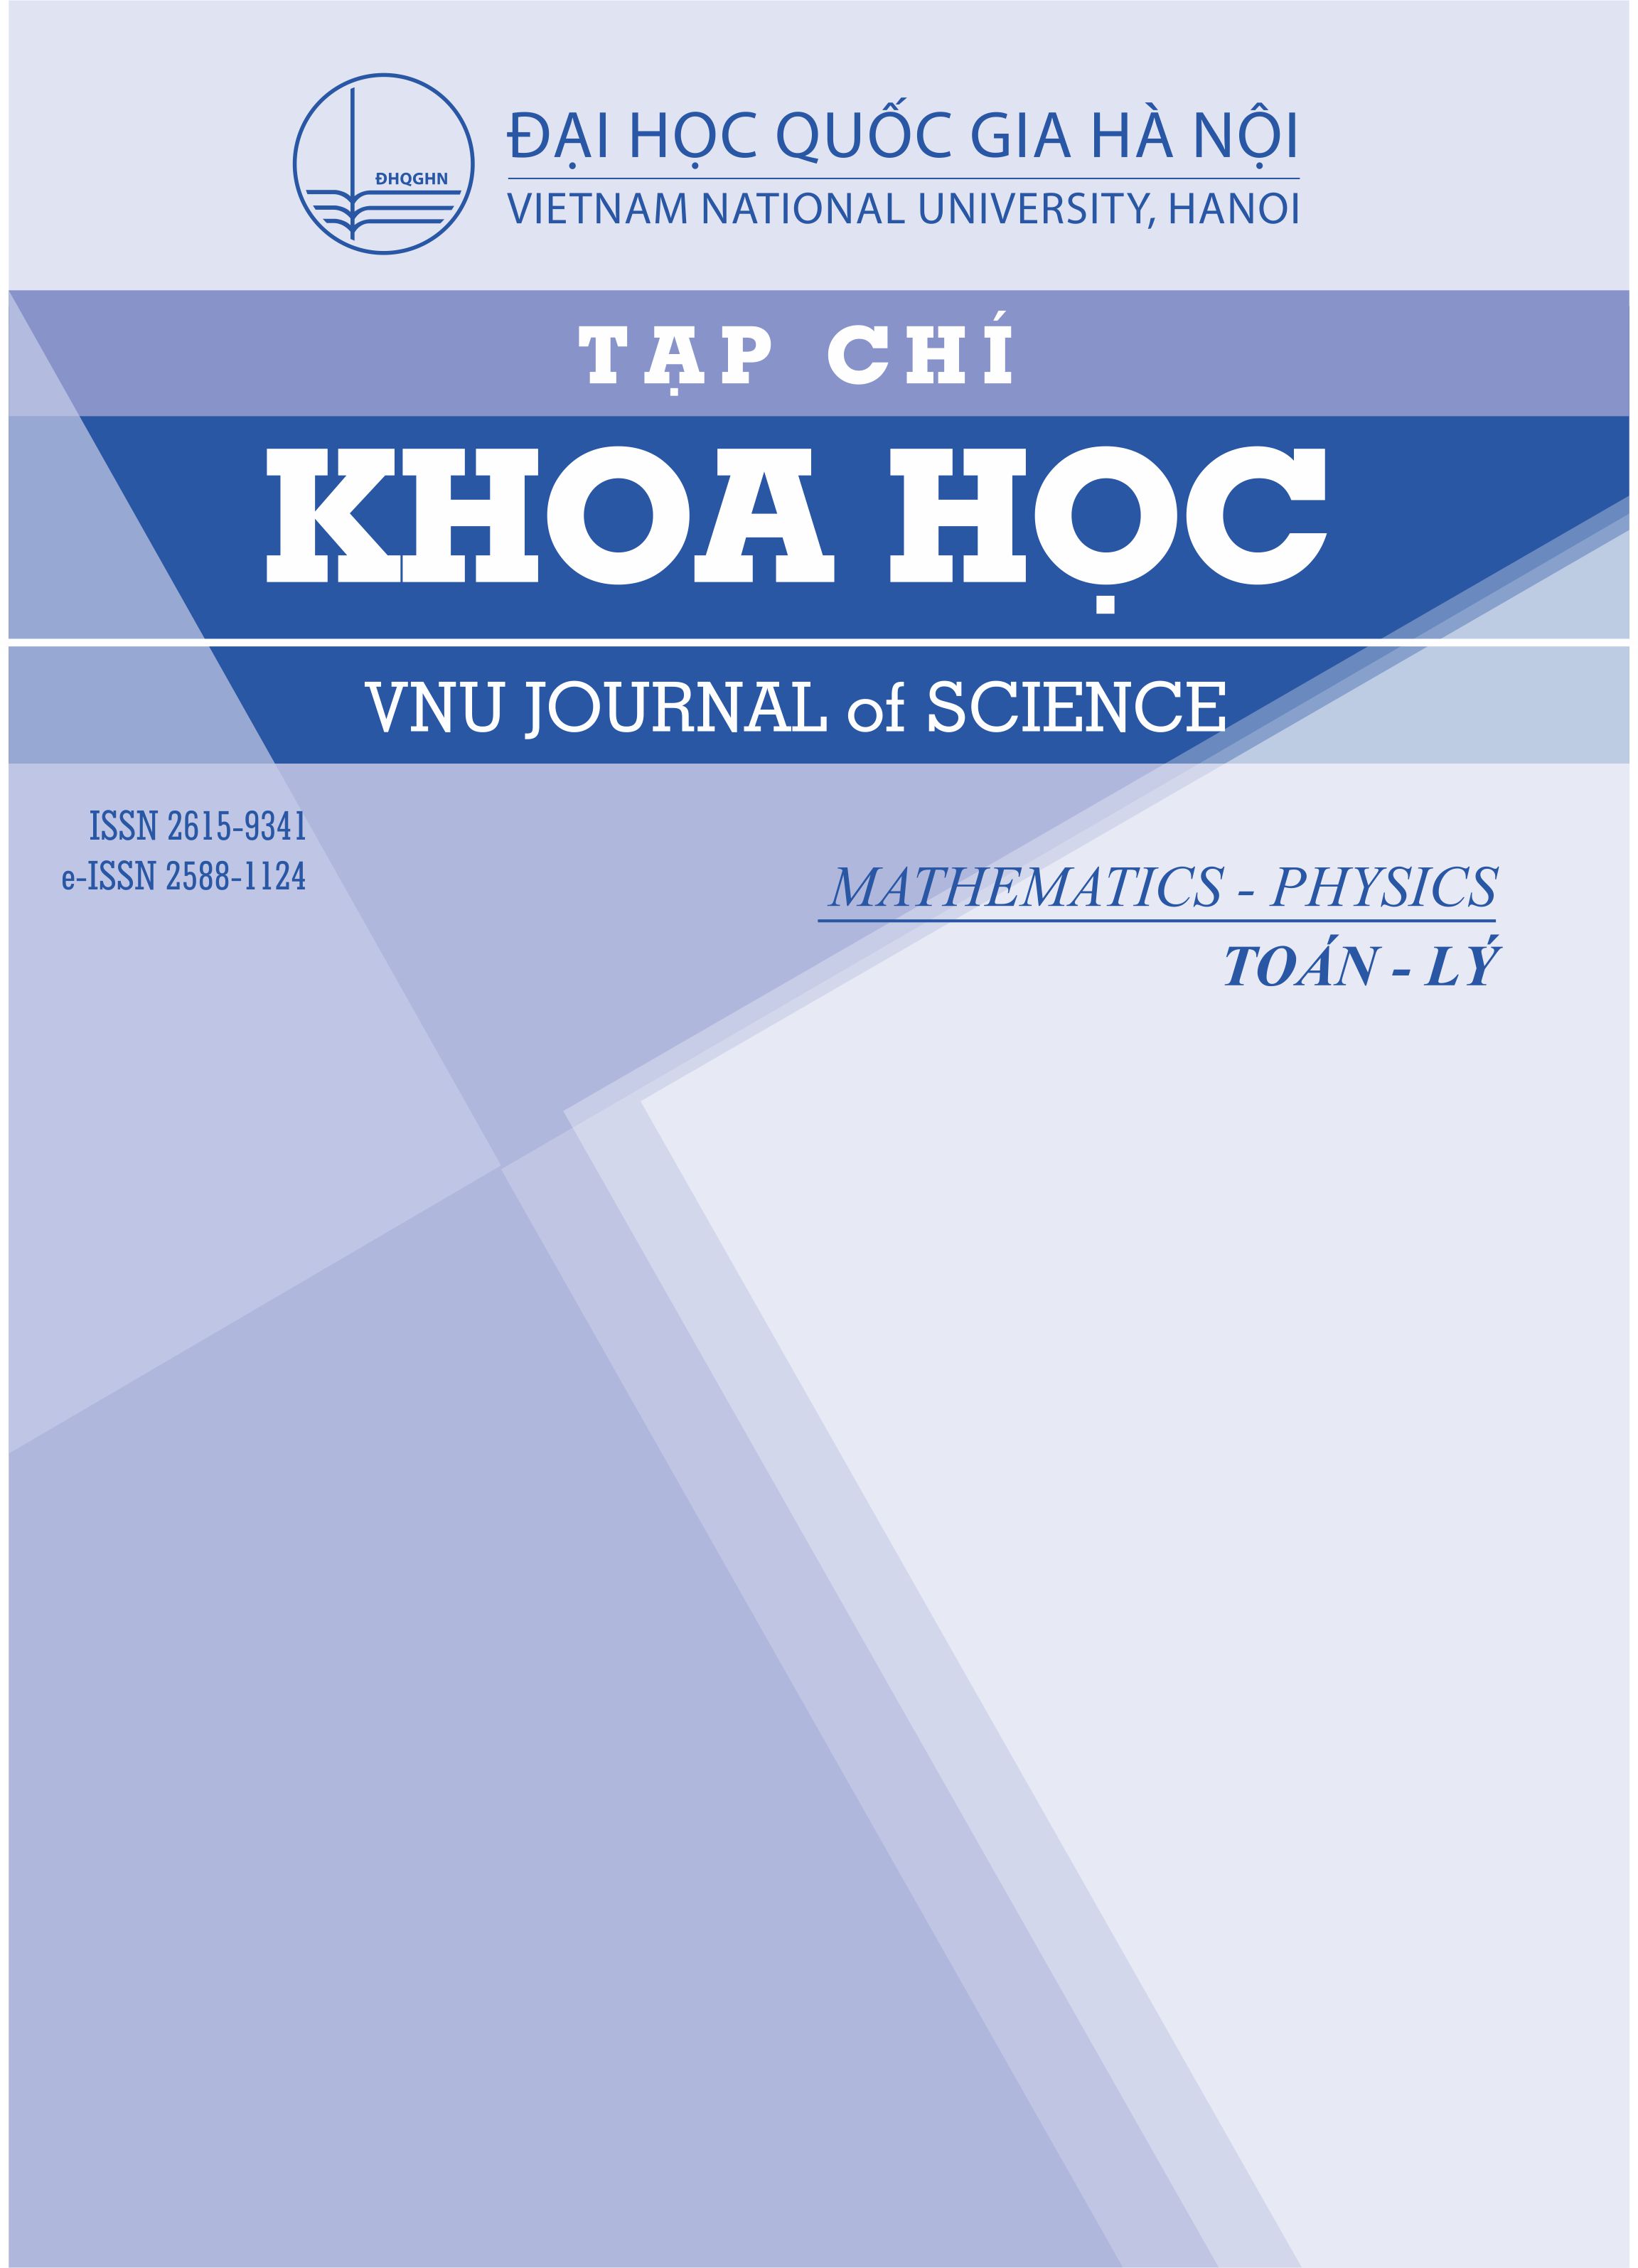 ĐHQGHN
ĐẠI HỌC QUỐC GIA HÀ NỘI
VIETNAM NATIONAL UNIVERSITY, HANOI
TẠP CHÍ
KHOA HỌC
VNU JOURNAL of SCIENCE
ISSN 2615-9341
e-ISSN 2588-1124
MATHEMATICS - PHYSICS
TOÁN - LÝ